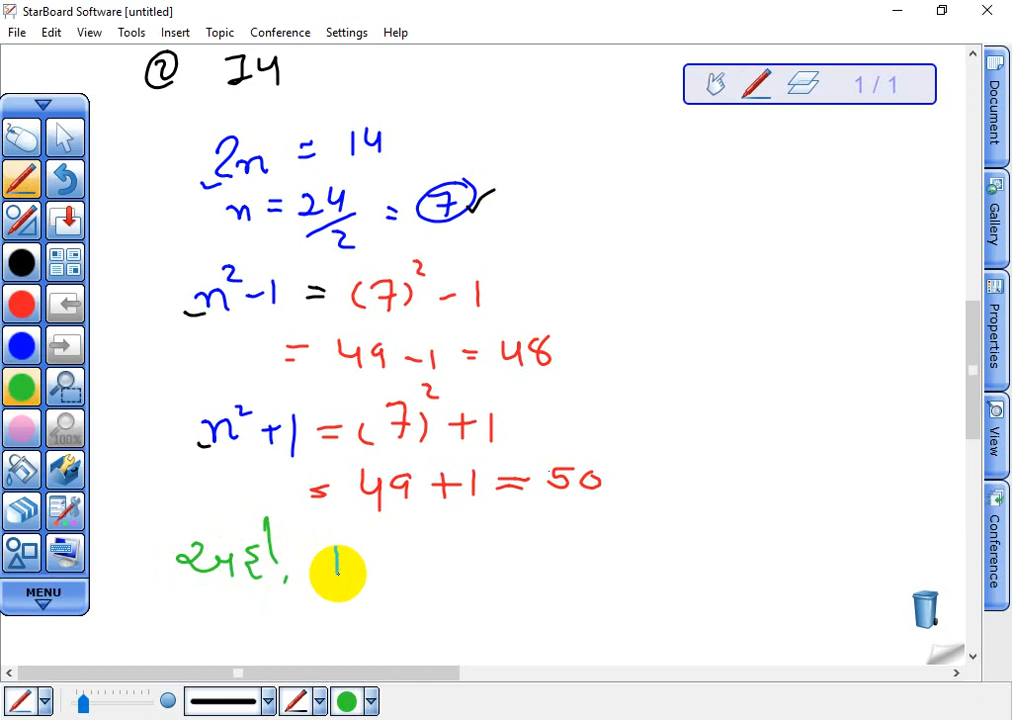 StarBoard Software [untitled]
File Edit View Tools Insert Topic Conference Settings Help
② 14
1 / 1
2n = 14
n = 24/2 = 7 ✓
n² - 1 = (7)² - 1
= 49 - 1 = 48
n² + 1 = (7)² + 1
= 49 + 1 = 50
1
100%
MENU
Document
Gallery
Properties
View
Conference